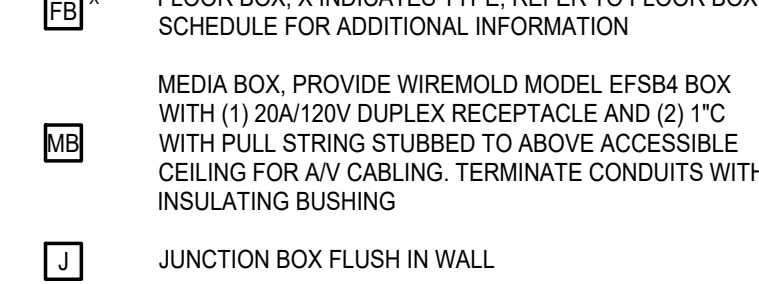 FB X FLOOR BOX, X INDICATES TYPE, REFER TO FLOOR BOX
SCHEDULE FOR ADDITIONAL INFORMATION
MEDIA BOX, PROVIDE WIREMOLD MODEL EFSB4 BOX
WITH (1) 20A/120V DUPLEX RECEPTACLE AND (2) 1"C
MB WITH PULL STRING STUBBED TO ABOVE ACCESSIBLE
CEILING FOR A/V CABLING. TERMINATE CONDUITS WITH
INSULATING BUSHING
J JUNCTION BOX FLUSH IN WALL